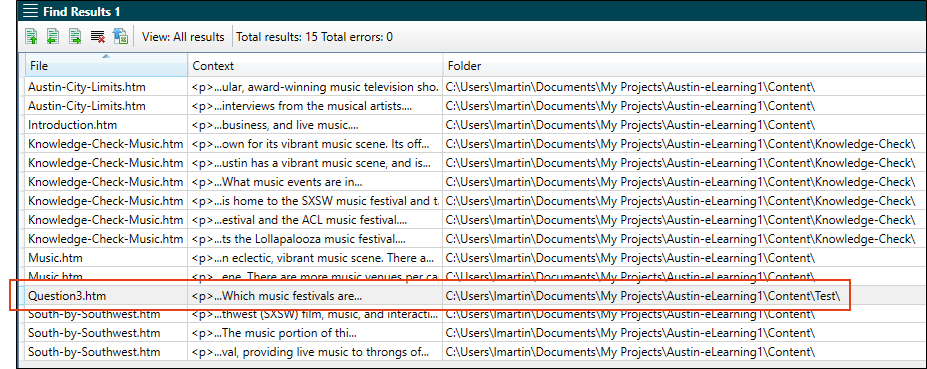 Find Results 1
View: All results Total results: 15 Total errors: 0
File Context Folder
Austin-City-Limits.htm <p>...ular, award-winning music television sho. C:\Users\lmartin\Documents\My Projects\Austin-eLearning1\Content\
Austin-City-Limits.htm <p>...interviews from the musical artists.... C:\Users\lmartin\Documents\My Projects\Austin-eLearning1\Content\
Introduction.htm <p>...business, and live music.... C:\Users\lmartin\Documents\My Projects\Austin-eLearning1\Content\
Knowledge-Check-Music.htm <p>...own for its vibrant music scene. Its off... C:\Users\lmartin\Documents\My Projects\Austin-eLearning1\Content\Knowledge-Check\
Knowledge-Check-Music.htm <p>...ustin has a vibrant music scene, and is... C:\Users\lmartin\Documents\My Projects\Austin-eLearning1\Content\Knowledge-Check\
Knowledge-Check-Music.htm <p>...What music events are in... C:\Users\lmartin\Documents\My Projects\Austin-eLearning1\Content\Knowledge-Check\
Knowledge-Check-Music.htm <p>...is home to the SXSW music festival and t. C:\Users\lmartin\Documents\My Projects\Austin-eLearning1\Content\Knowledge-Check\
Knowledge-Check-Music.htm <p>...estival and the ACL music festival.... C:\Users\lmartin\Documents\My Projects\Austin-eLearning1\Content\Knowledge-Check\
Knowledge-Check-Music.htm <p>...ts the Lollapalooza music festival.... C:\Users\lmartin\Documents\My Projects\Austin-eLearning1\Content\Knowledge-Check\
Music.htm <p>...n eclectic, vibrant music scene. There a... C:\Users\lmartin\Documents\My Projects\Austin-eLearning1\Content\
Music.htm <p>...ene. There are more music venues per ca... C:\Users\lmartin\Documents\My Projects\Austin-eLearning1\Content\
Question3.htm <p>...Which music festivals are... C:\Users\lmartin\Documents\My Projects\Austin-eLearning1\Content\Test\
South-by-Southwest.htm <p>...thwest (SXSW) film, music, and interacti... C:\Users\lmartin\Documents\My Projects\Austin-eLearning1\Content\
South-by-Southwest.htm <p>...The music portion of thi... C:\Users\lmartin\Documents\My Projects\Austin-eLearning1\Content\
South-by-Southwest.htm <p>...val, providing live music to throngs of... C:\Users\lmartin\Documents\My Projects\Austin-eLearning1\Content\